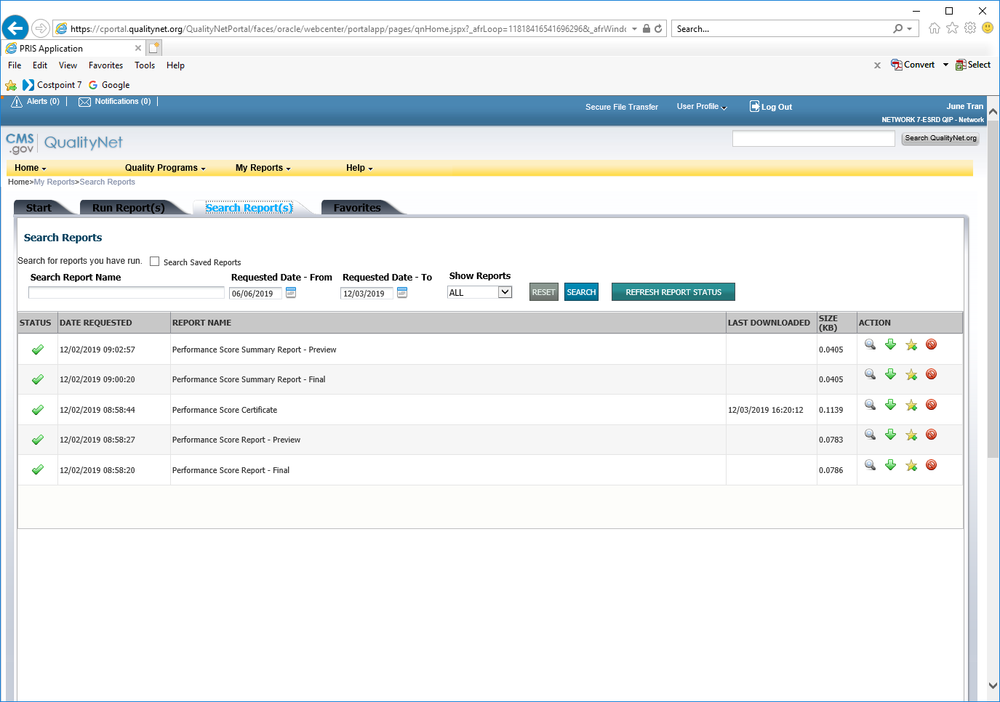 https://cportal.qualitynet.org/QualityNetPortal/faces/oracle/webcenter/portalapp/pages/qnHome.jspx?_afrLoop=11818416541696296&_afrWindo
Search...
PRIS Application
File Edit View Favorites Tools Help
Convert Select
Costpoint 7 Google
Alerts (0) Notifications (0)
Secure File Transfer User Profile Log Out
June Tran
NETWORK 7-ESRD QIP - Network
CMS.gov QualityNet
Search QualityNet.org
Home Quality Programs My Reports Help
Home>My Reports>Search Reports
Start Run Report(s) Search Report(s) Favorites
Search Reports
Search for reports you have run. Search Saved Reports
Search Report Name Requested Date - From Requested Date - To Show Reports
06/06/2019 12/03/2019 ALL RESET SEARCH REFRESH REPORT STATUS
STATUS DATE REQUESTED REPORT NAME LAST DOWNLOADED SIZE (KB) ACTION
12/02/2019 09:02:57 Performance Score Summary Report - Preview 0.0405
12/02/2019 09:00:20 Performance Score Summary Report - Final 0.0405
12/02/2019 08:58:44 Performance Score Certificate 12/03/2019 16:20:12 0.1139
12/02/2019 08:58:27 Performance Score Report - Preview 0.0783
12/02/2019 08:58:20 Performance Score Report - Final 0.0786